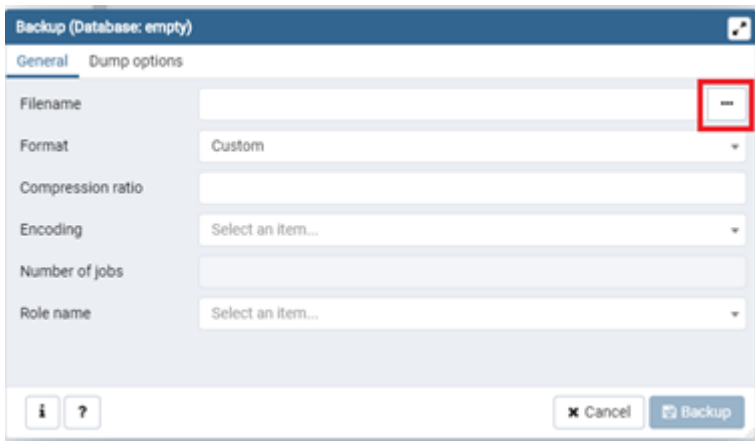 Backup (Database: empty)
General Dump options
Filename
Format Custom
Compression ratio
Encoding Select an item...
Number of jobs
Role name Select an item...
i ? Cancel Backup